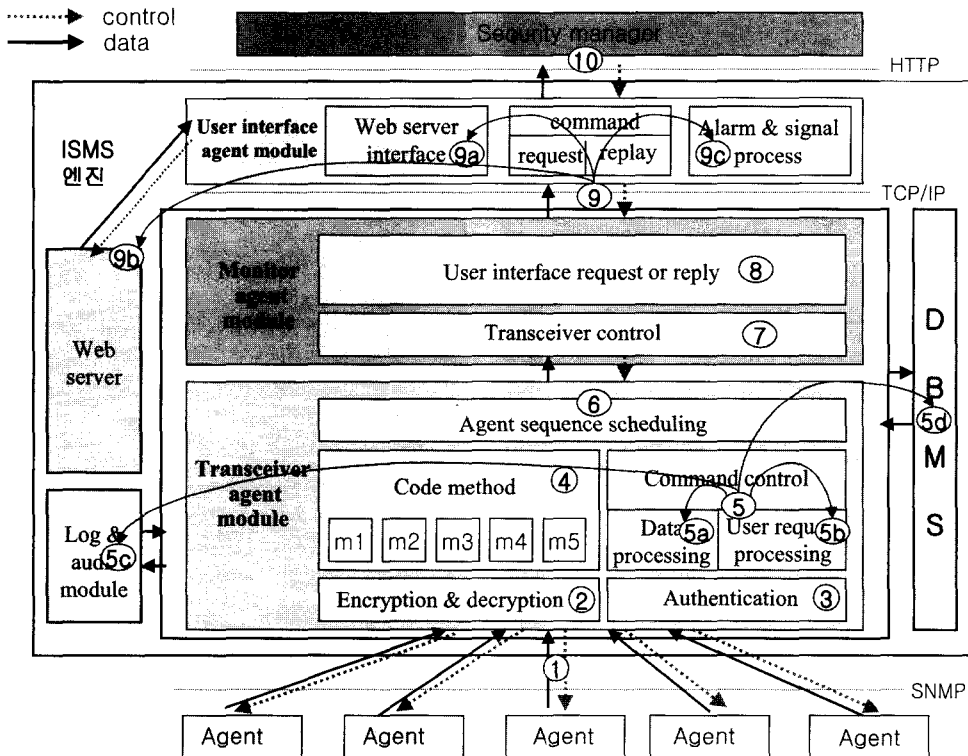 control
data
Security manager
10
HTTP
ISMS
엔진
User interface
agent module
Web server
interface
9a
command
request
replay
Alarm & signal
process
9c
9
TCP/IP
9b
Monitor
agent
module
User interface request or reply
8
Transceiver control
7
Web
server
D
B
M
S
5d
6
Agent sequence scheduling
Transceiver
agent
module
Code method
4
m1
m2
m3
m4
m5
Command control
5
Data
processing
5a
User
processing
5b
Log &
module
5c
Encryption & decryption
2
Authentication
3
1
SNMP
Agent
Agent
Agent
Agent
Agent